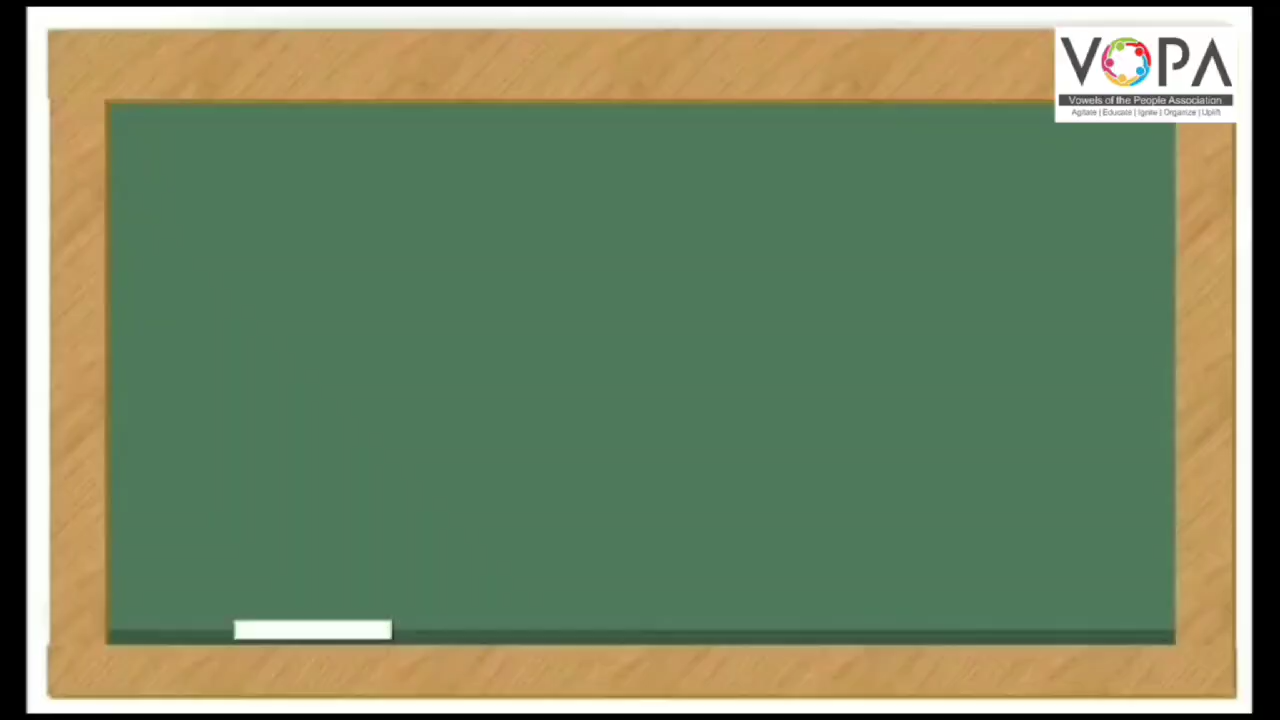 VOPA
Vowels of the People Association
Agitate | Educate | Ignite | Organize | Uplift